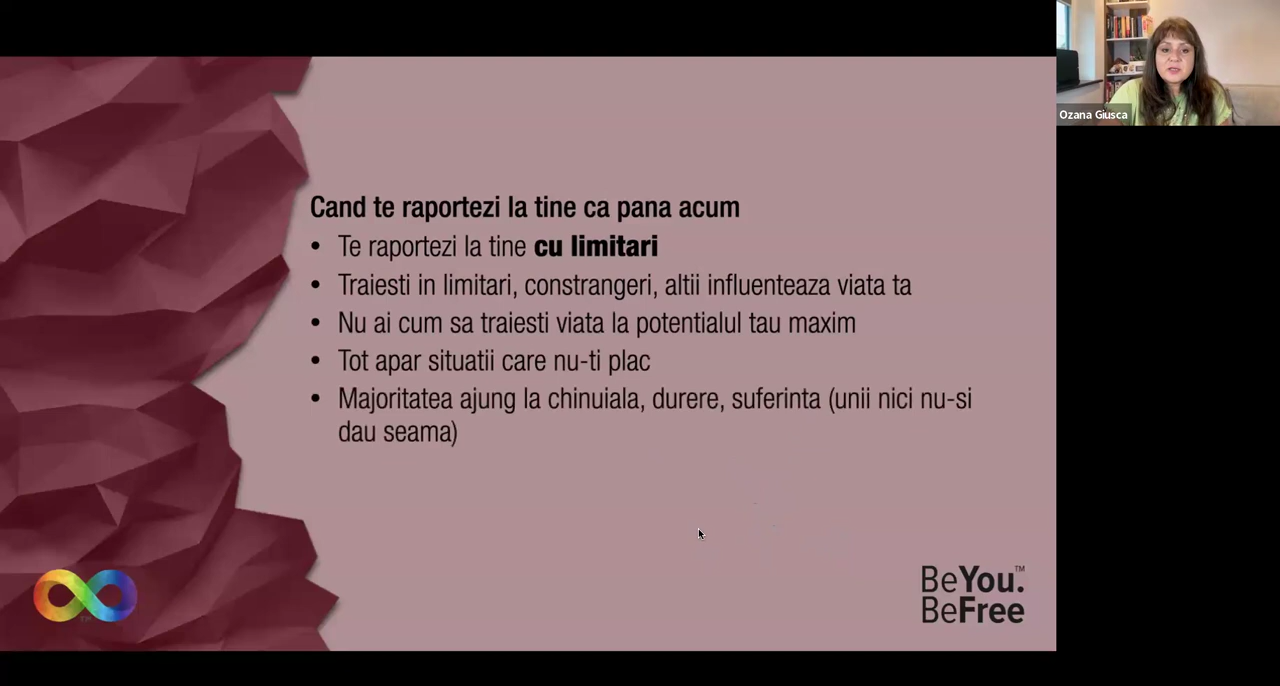 Cand te raportezi la tine ca pana acum
• Te raportezi la tine cu limitari
• Traiesti in limitari, constrangeri, altii influenteaza viata ta
• Nu ai cum sa traiesti viata la potentialul tau maxim
• Tot apar situatii care nu-ti plac
• Majoritatea ajung la chinuiala, durere, suferinta (unii nici nu-si
dau seama)
Ozana Giusca
BeYou.™
BeFree
TM